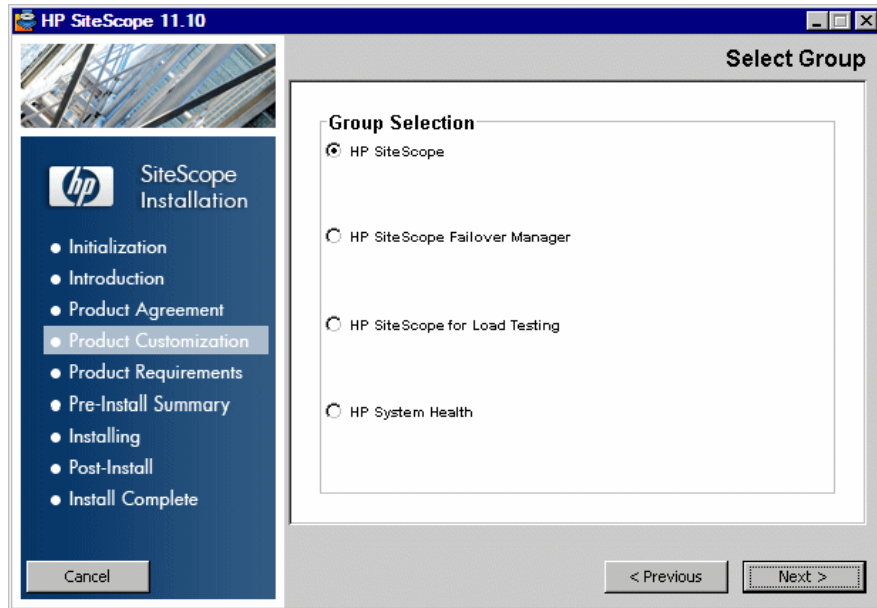 HP SiteScope 11.10
Select Group
hp
SiteScope
Installation
Initialization
Introduction
Product Agreement
Product Customization
Product Requirements
Pre-Install Summary
Installing
Post-Install
Install Complete
Group Selection
HP SiteScope
HP SiteScope Failover Manager
HP SiteScope for Load Testing
HP System Health
Cancel
< Previous
Next >